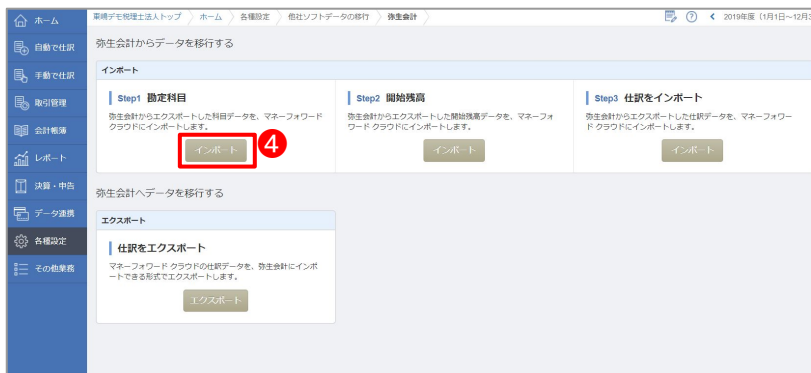 東嶋デモ税理士法人トップ 〉 ホーム 〉 各種設定 〉 他社ソフトデータの移行 〉 弥生会計 〉
2019年度 (1月1日~12月3
ホーム
自動で仕訳
手動で仕訳
取引管理
会計帳簿
レポート
決算・申告
データ連携
各種設定
その他業務
弥生会計からデータを移行する
インポート
Step1 勘定科目
弥生会計からエクスポートした科目データを、マネーフォワード
クラウドにインポートします。
インポート
4
Step2 開始残高
弥生会計からエクスポートした開始残高データを、マネーフォ
ワード クラウドにインポートします。
インポート
Step3 仕訳をインポート
弥生会計からエクスポートした仕訳データを、マネーフォワー
ド クラウドにインポートします。
インポート
弥生会計へデータを移行する
エクスポート
仕訳をエクスポート
マネーフォワード クラウドの仕訳データを、弥生会計にインポ
ートできる形式でエクスポートします。
エクスポート